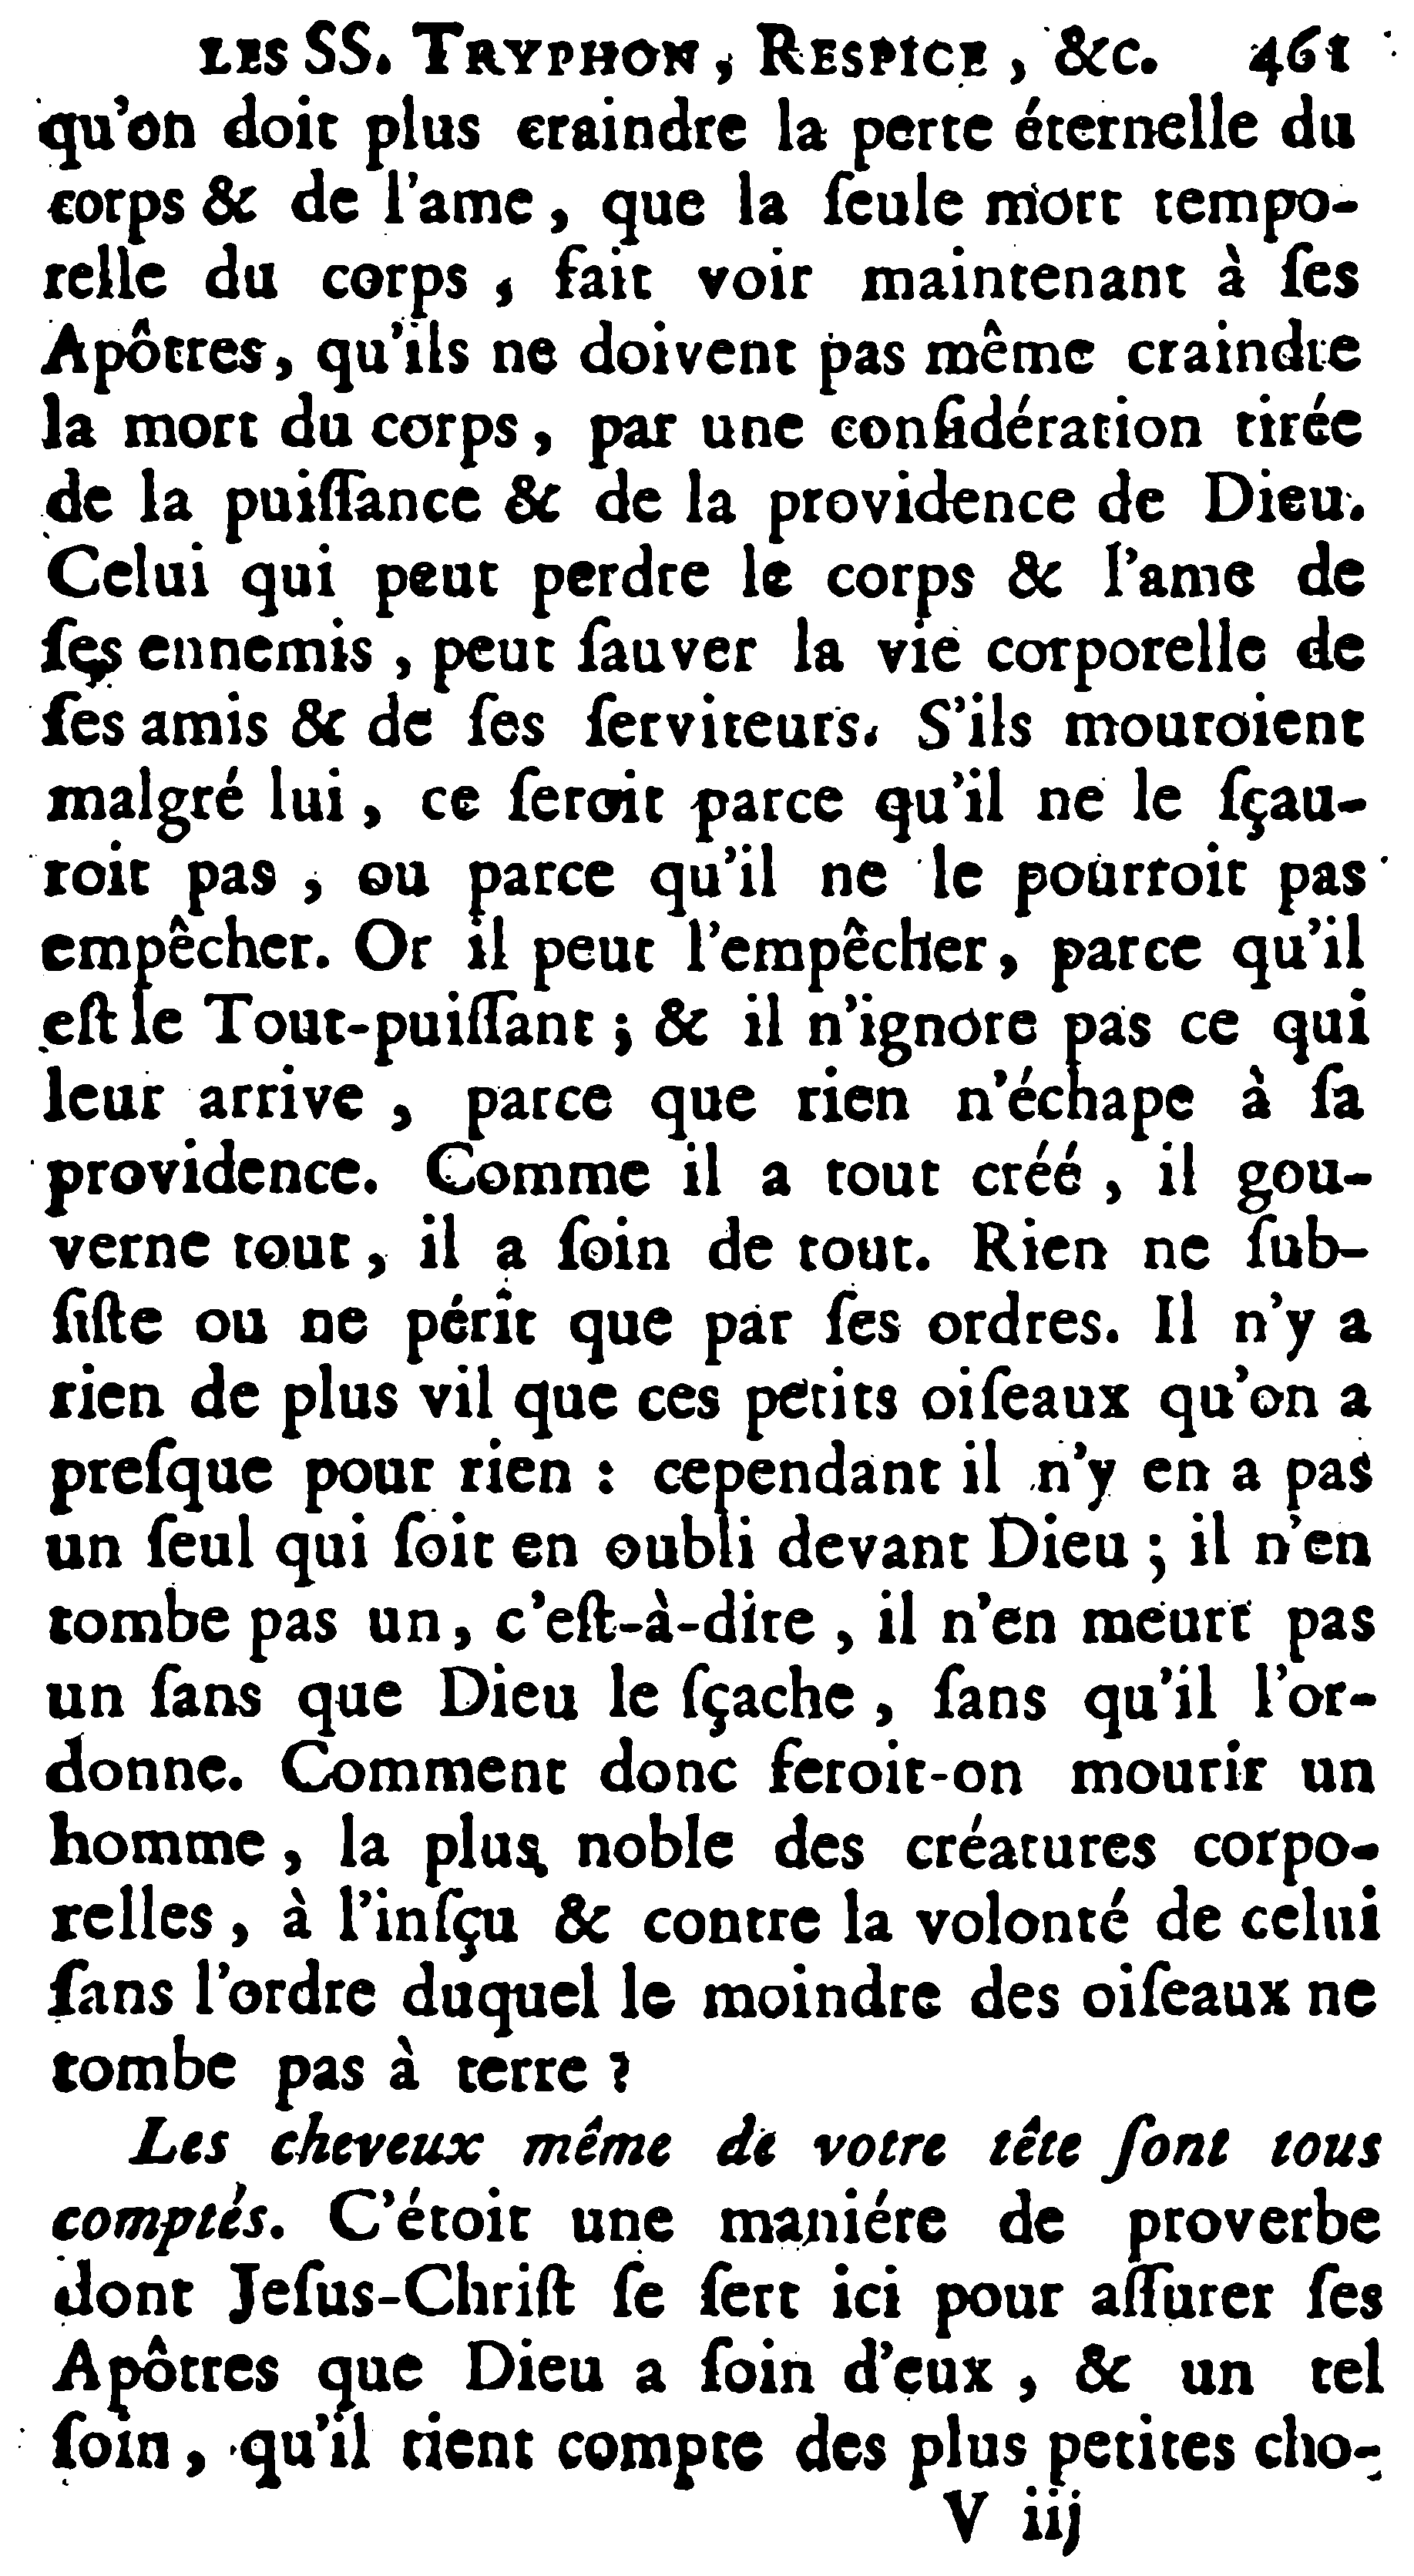 LES SS. TRYPHON, RESPICE, &c. 461
qu'on doit plus craindre la perte éternelle du
corps & de l'ame, que la ſeule mort tempo-
relle du corps, fait voir maintenant à ſes
Apôtres, qu'ils ne doivent pas même craindre
la mort du corps, par une conſidération tirée
de la puiſſance & de la providence de Dieu.
Celui qui peut perdre le corps & l'ame de
ſes ennemis, peut ſauver la vie corporelle de
ſes amis & de ſes ſerviteurs. S'ils mouroient
malgré lui, ce ſeroit parce qu'il ne le ſçau-
roit pas, ou parce qu'il ne le pourroit pas
empêcher. Or il peut l'empêcher, parce qu'il
eſt le Tout-puiſſant; & il n'ignore pas ce qui
leur arrive, parce que rien n'échape à ſa
providence. Comme il a tout créé, il gou-
verne tout, il a ſoin de tout. Rien ne ſub-
ſiſte ou ne périt que par ſes ordres. Il n'y a
rien de plus vil que ces petits oiſeaux qu'on a
preſque pour rien : cependant il n'y en a pas
un ſeul qui ſoit en oubli devant Dieu; il n'en
tombe pas un, c'eſt-à-dire, il n'en meurt pas
un ſans que Dieu le ſçache, ſans qu'il l'or-
donne. Comment donc feroit-on mourir un
homme, la plus noble des créatures corpo-
relles, à l'inſçu & contre la volonté de celui
ſans l'ordre duquel le moindre des oiſeaux ne
tombe pas à terre?
Les cheveux même de votre tête ſont tous
comptés. C'étoit une maniére de proverbe
dont Jeſus-Chriſt ſe ſert ici pour aſſurer ſes
Apôtres que Dieu a ſoin d'eux, & un tel
ſoin, qu'il tient compte des plus petites cho-
V iij